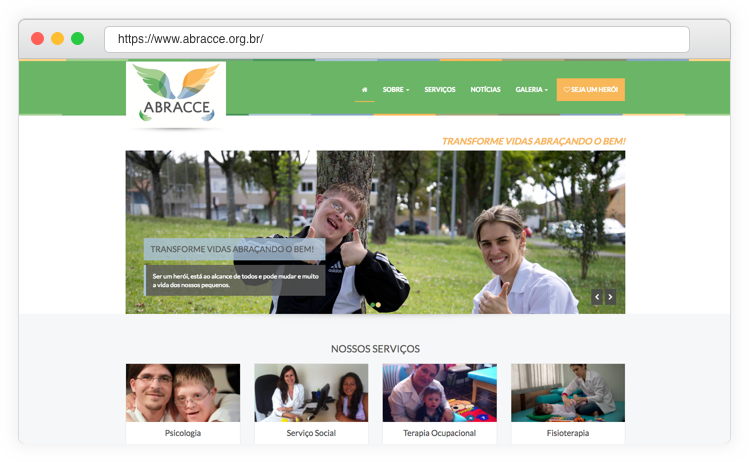 https://www.abracce.org.br/
ABRACCE
SOBRE
SERVIÇOS
NOTÍCIAS
GALERIA
SEJA UM HERÓI
TRANSFORME VIDAS ABRAÇANDO O BEM!
TRANSFORME VIDAS ABRAÇANDO O BEM!
Ser um herói, está ao alcance de todos e pode mudar e muito
a vida dos nossos pequenos.
adidas
NOSSOS SERVIÇOS
Psicologia
Serviço Social
Terapia Ocupacional
Fisioterapia